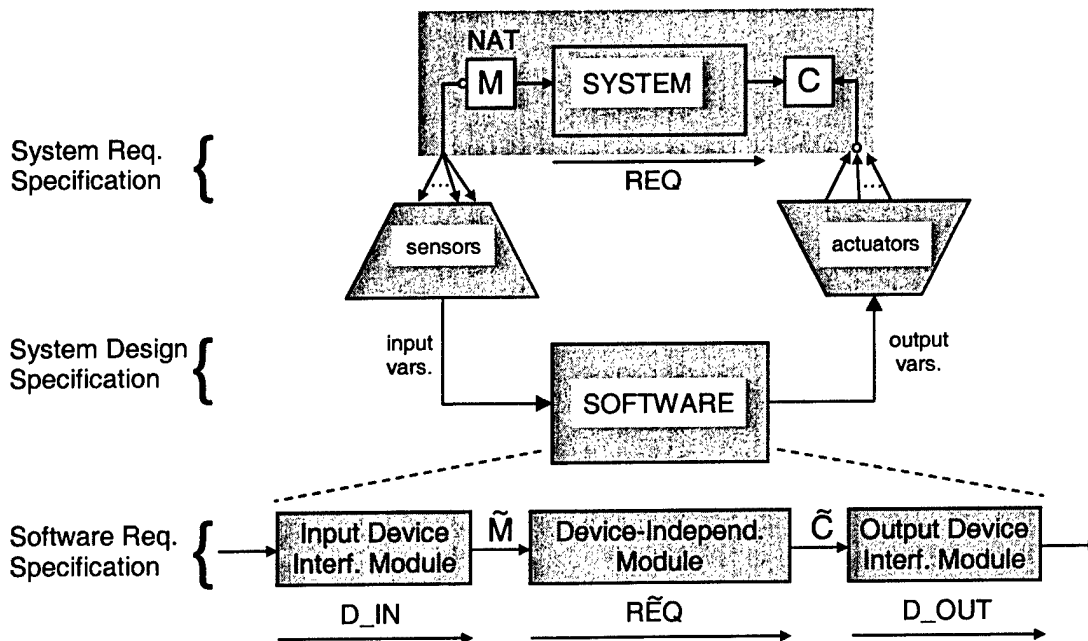 NAT
M
SYSTEM
C
System Req.
Specification
REQ
...
...
sensors
actuators
System Design
Specification
input
vars.
output
vars.
SOFTWARE
Software Req.
Specification
Input Device
Interf. Module
M̃
Device-Independ.
Module
C̃
Output Device
Interf. Module
D_IN
RẼQ
D_OUT